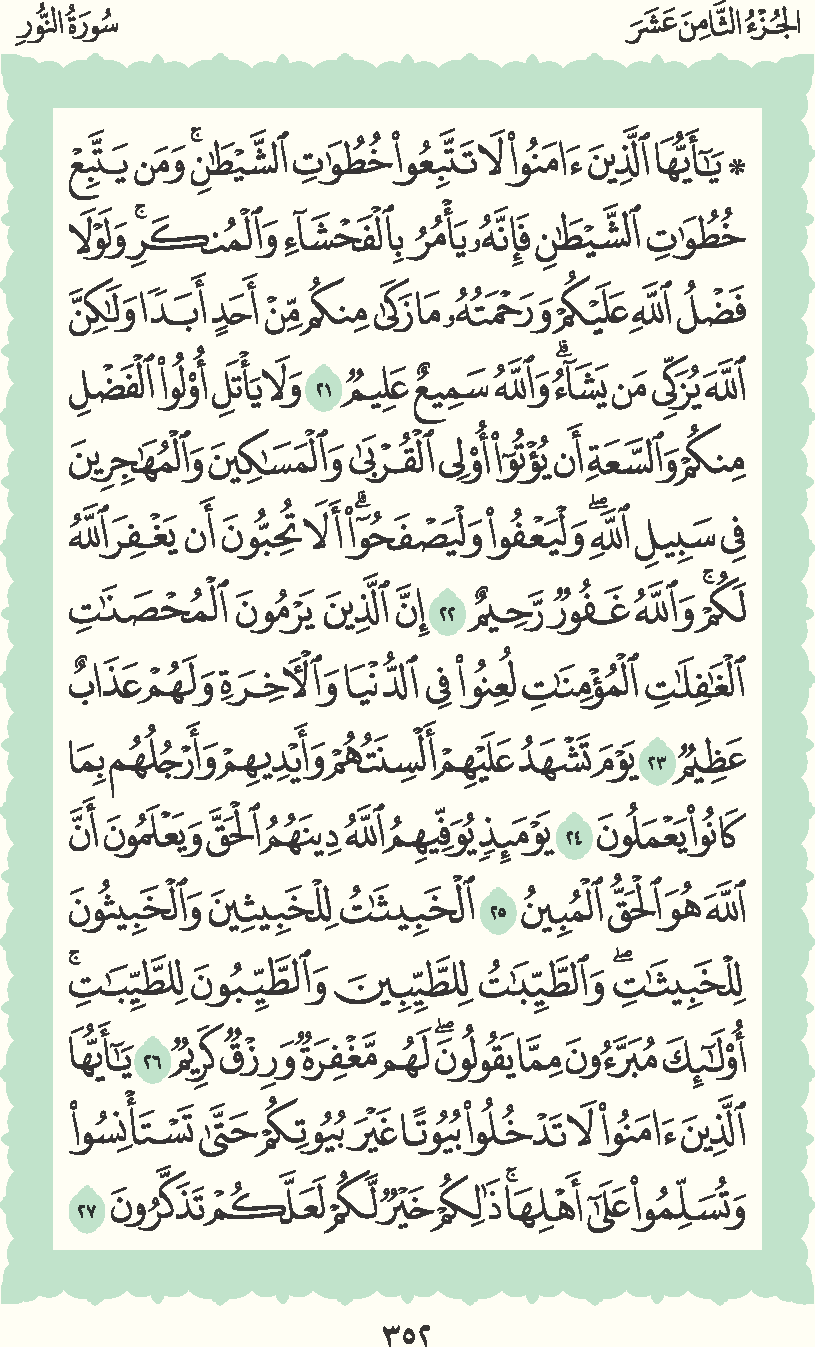 الجُزْءُ الثَّامِنَ عَشَرَ
سُورَةُ النُّورِ
* يَٰٓأَيُّهَا ٱلَّذِينَ ءَامَنُوا۟ لَا تَتَّبِعُوا۟ خُطُوَٰتِ ٱلشَّيْطَٰنِۚ وَمَن يَتَّبِعْ
خُطُوَٰتِ ٱلشَّيْطَٰنِ فَإِنَّهُۥ يَأْمُرُ بِٱلْفَحْشَآءِ وَٱلْمُنكَرِۚ وَلَوْلَا
فَضْلُ ٱللَّهِ عَلَيْكُمْ وَرَحْمَتُهُۥ مَا زَكَىٰ مِنكُم مِّنْ أَحَدٍ أَبَدًا وَلَٰكِنَّ
ٱللَّهَ يُزَكِّى مَن يَشَآءُۗ وَٱللَّهُ سَمِيعٌ عَلِيمٌ ٢١ وَلَا يَأْتَلِ أُو۟لُوا۟ ٱلْفَضْلِ
مِنكُمْ وَٱلسَّعَةِ أَن يُؤْتُوٓا۟ أُو۟لِى ٱلْقُرْبَىٰ وَٱلْمَسَٰكِينَ وَٱلْمُهَٰجِرِينَ
فِى سَبِيلِ ٱللَّهِۖ وَلْيَعْفُوا۟ وَلْيَصْفَحُوٓا۟ۗ أَلَا تُحِبُّونَ أَن يَغْفِرَ ٱللَّهُ
لَكُمْۚ وَٱللَّهُ غَفُورٌ رَّحِيمٌ ٢٢ إِنَّ ٱلَّذِينَ يَرْمُونَ ٱلْمُحْصَنَٰتِ
ٱلْغَٰفِلَٰتِ ٱلْمُؤْمِنَٰتِ لُعِنُوا۟ فِى ٱلدُّنْيَا وَٱلْءَاخِرَةِ وَلَهُمْ عَذَابٌ
عَظِيمٌ ٢٣ يَوْمَ تَشْهَدُ عَلَيْهِمْ أَلْسِنَتُهُمْ وَأَيْدِيهِمْ وَأَرْجُلُهُم بِمَا
كَانُوا۟ يَعْمَلُونَ ٢٤ يَوْمَئِذٍ يُوَفِّيهِمُ ٱللَّهُ دِينَهُمُ ٱلْحَقَّ وَيَعْلَمُونَ أَنَّ
ٱللَّهَ هُوَ ٱلْحَقُّ ٱلْمُبِينُ ٢٥ ٱلْخَبِيثَٰتُ لِلْخَبِيثِينَ وَٱلْخَبِيثُونَ
لِلْخَبِيثَٰتِۖ وَٱلطَّيِّبَٰتُ لِلطَّيِّبِينَ وَٱلطَّيِّبُونَ لِلطَّيِّبَٰتِۚ
أُو۟لَٰٓئِكَ مُبَرَّءُونَ مِمَّا يَقُولُونَۖ لَهُم مَّغْفِرَةٌ وَرِزْقٌ كَرِيمٌ ٢٦ يَٰٓأَيُّهَا
ٱلَّذِينَ ءَامَنُوا۟ لَا تَدْخُلُوا۟ بُيُوتًا غَيْرَ بُيُوتِكُمْ حَتَّىٰ تَسْتَأْنِسُوا۟
وَتُسَلِّمُوا۟ عَلَىٰٓ أَهْلِهَاۚ ذَٰلِكُمْ خَيْرٌ لَّكُمْ لَعَلَّكُمْ تَذَكَّرُونَ ٢٧
٣٥٢